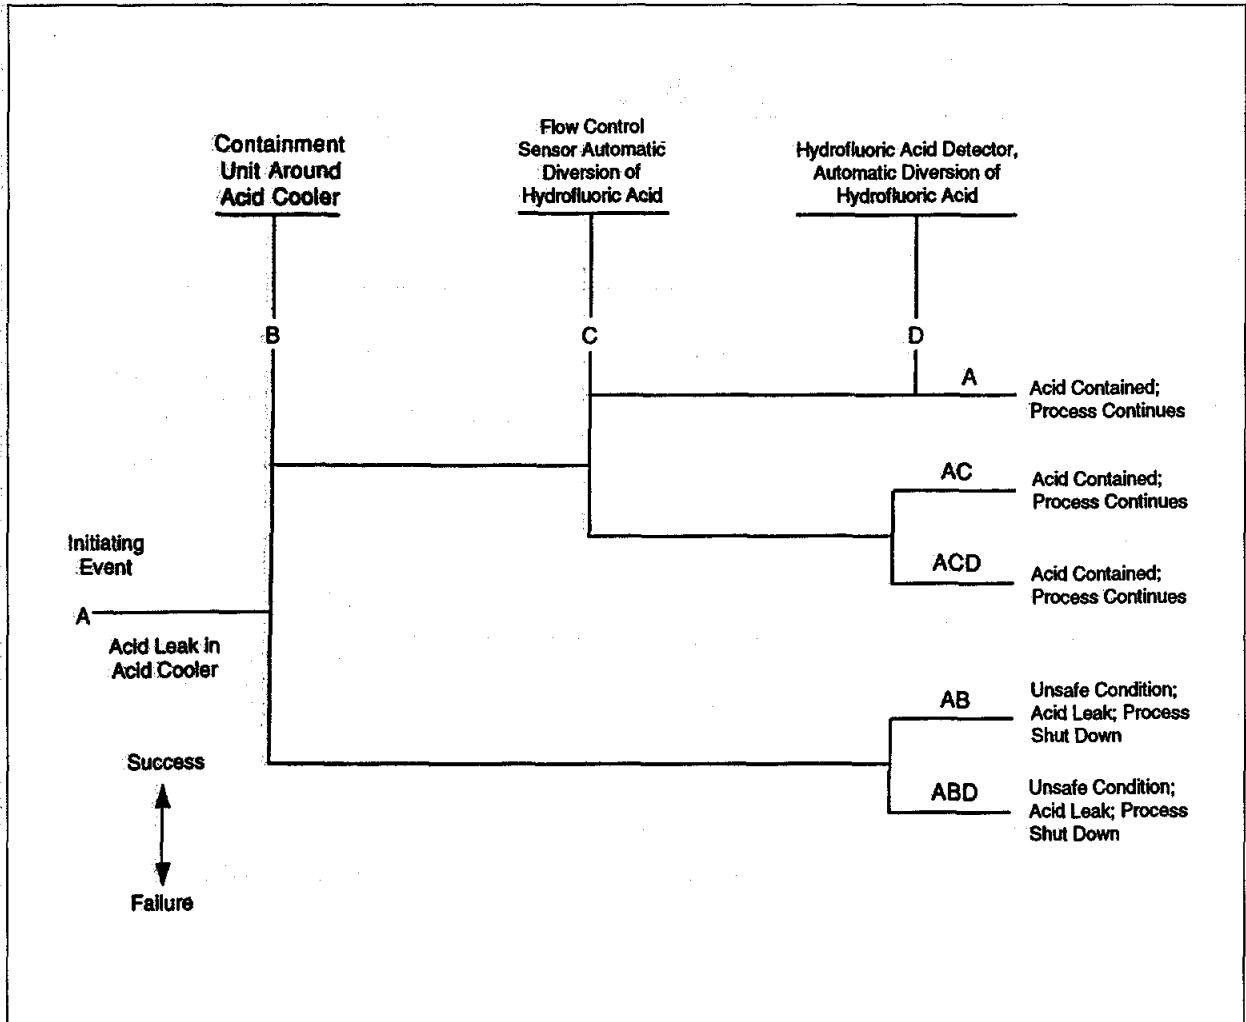 Containment
Unit Around
Acid Cooler
Flow Control
Sensor Automatic
Diversion of
Hydrofluoric Acid
Hydrofluoric Acid Detector,
Automatic Diversion of
Hydrofluoric Acid
B
C
D
A
Acid Contained;
Process Continues
AC
Acid Contained;
Process Continues
Initiating
Event
ACD
Acid Contained;
Process Continues
A
Acid Leak in
Acid Cooler
AB
Unsafe Condition;
Acid Leak; Process
Shut Down
Success
ABD
Unsafe Condition;
Acid Leak; Process
Shut Down
Failure